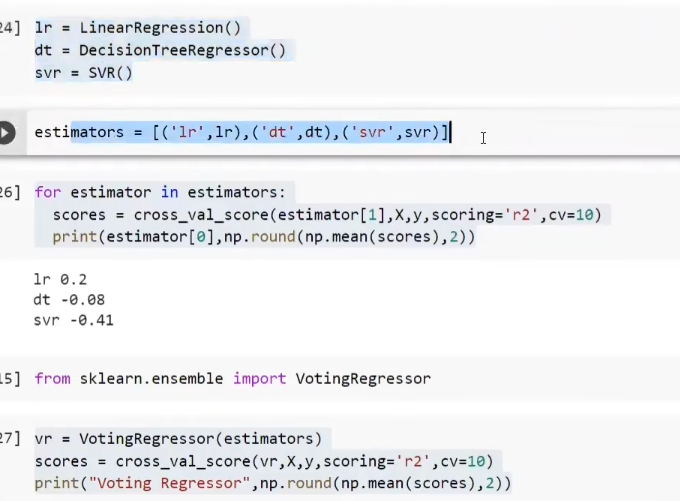 24] lr = LinearRegression()
dt = DecisionTreeRegressor()
svr = SVR()
estimators = [('lr',lr),('dt',dt),('svr',svr)]
26] for estimator in estimators:
scores = cross_val_score(estimator[1],X,y,scoring='r2',cv=10)
print(estimator[0],np.round(np.mean(scores),2))
lr 0.2
dt -0.08
svr -0.41
15] from sklearn.ensemble import VotingRegressor
27] vr = VotingRegressor(estimators)
scores = cross_val_score(vr,X,y,scoring='r2',cv=10)
print("Voting Regressor",np.round(np.mean(scores),2))